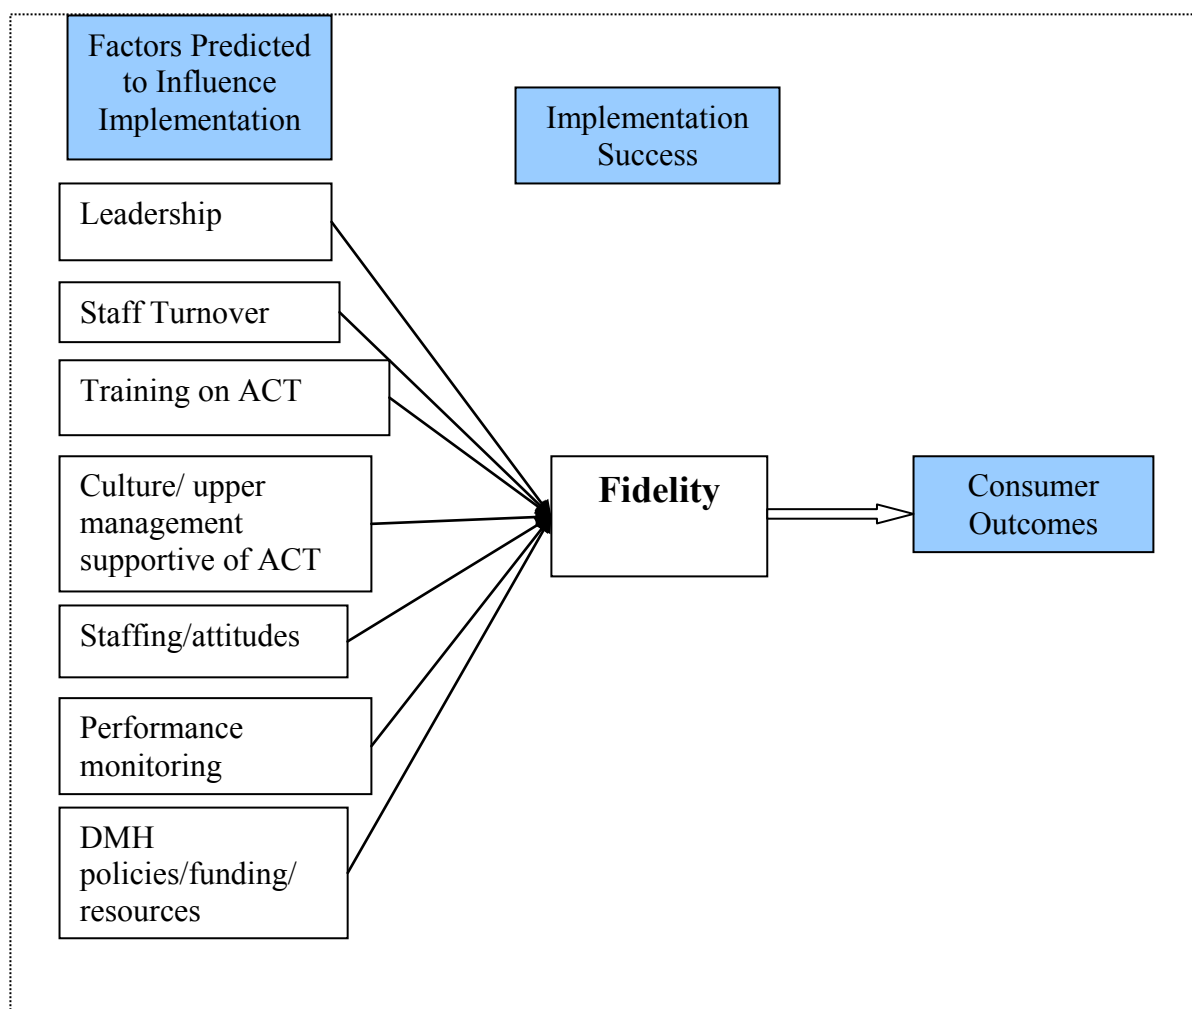 Factors Predicted
to Influence
Implementation
Implementation
Success
Leadership
Staff Turnover
Training on ACT
Culture/ upper
management
supportive of ACT
Staffing/attitudes
Performance
monitoring
DMH
policies/funding/
resources
Fidelity
Consumer
Outcomes